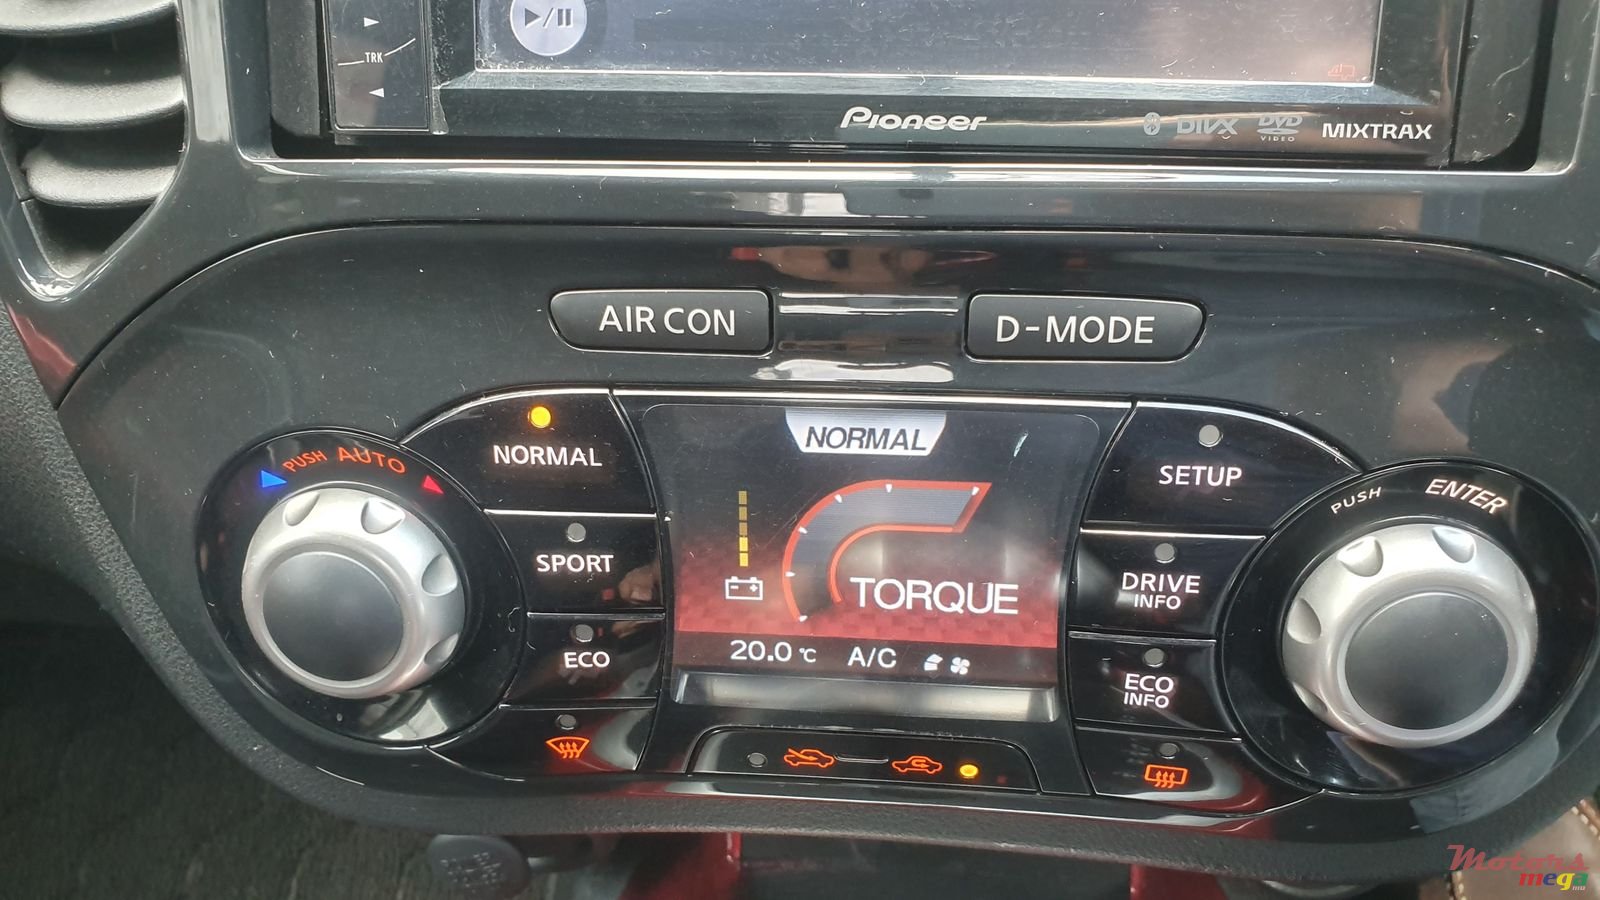 TRK
Pioneer
DIVX DVD VIDEO MIXTRAX
AIR CON
D-MODE
NORMAL
PUSH AUTO
NORMAL
SETUP
PUSH ENTER
SPORT
DRIVE
INFO
TORQUE
ECO
20.0 °C A/C
ECO
INFO
Motors
mega
.mu